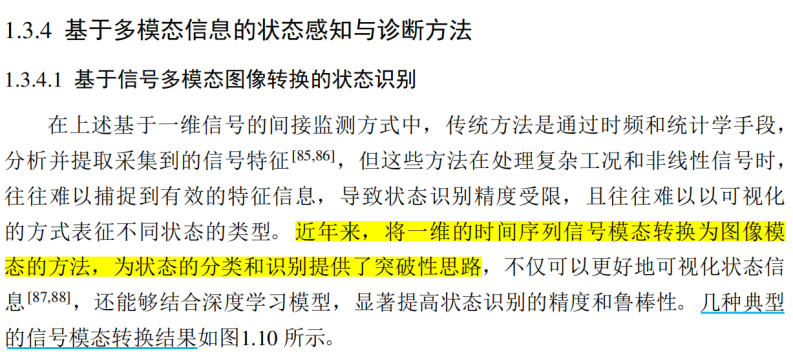 1.3.4 基于多模态信息的状态感知与诊断方法
1.3.4.1 基于信号多模态图像转换的状态识别
在上述基于一维信号的间接监测方式中，传统方法是通过时频和统计学手段，
分析并提取采集到的信号特征[85,86]，但这些方法在处理复杂工况和非线性信号时，
往往难以捕捉到有效的特征信息，导致状态识别精度受限，且往往难以以可视化
的方式表征不同状态的类型。近年来，将一维的时间序列信号模态转换为图像模
态的方法，为状态的分类和识别提供了突破性思路，不仅可以更好地可视化状态信
息[87,88]，还能够结合深度学习模型，显著提高状态识别的精度和鲁棒性。几种典型
的信号模态转换结果如图1.10 所示。